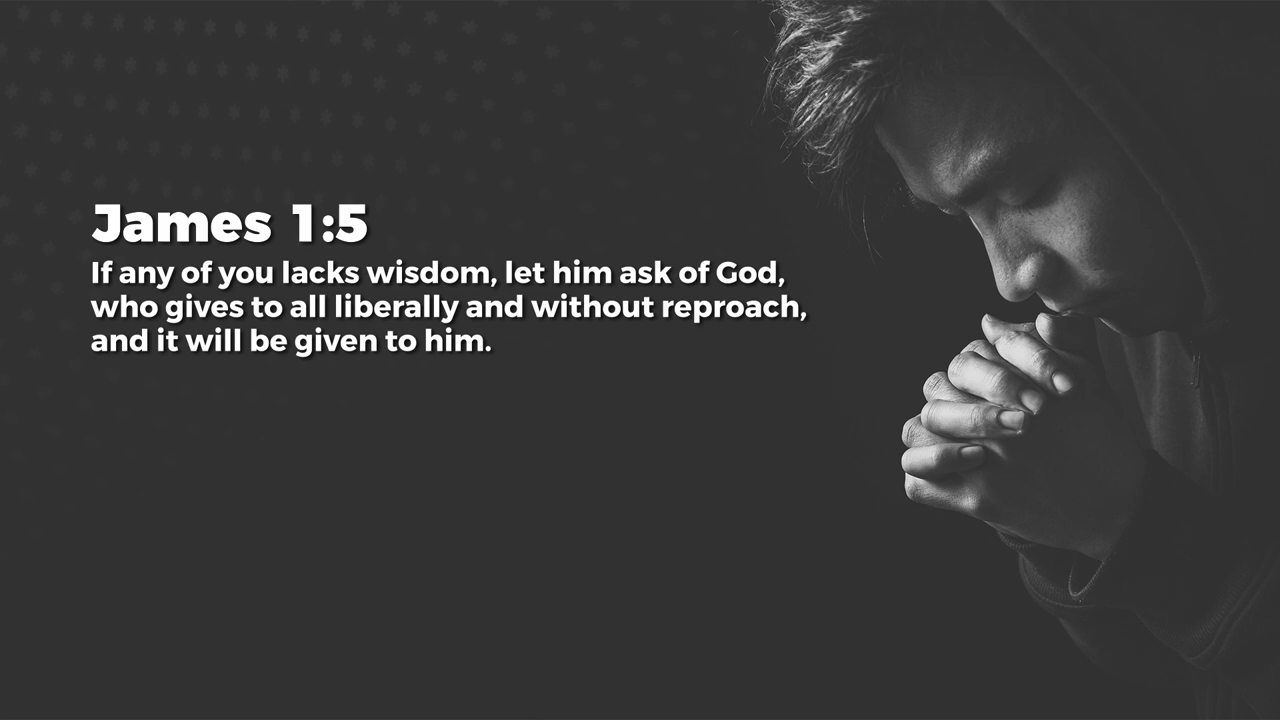 James 1:5
If any of you lacks wisdom, let him ask of God,
who gives to all liberally and without reproach,
and it will be given to him.